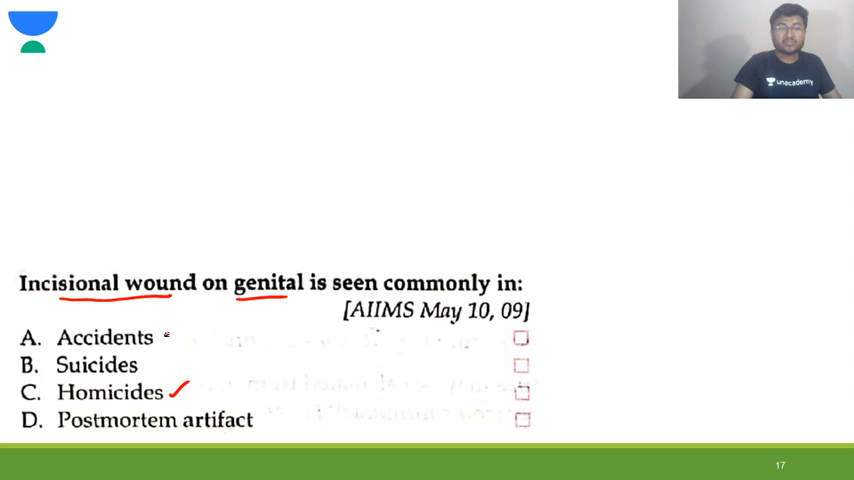 unacademy
Incisional wound on genital is seen commonly in:
[AIIMS May 10, 09]
A. Accidents
B. Suicides
C. Homicides
D. Postmortem artifact
17